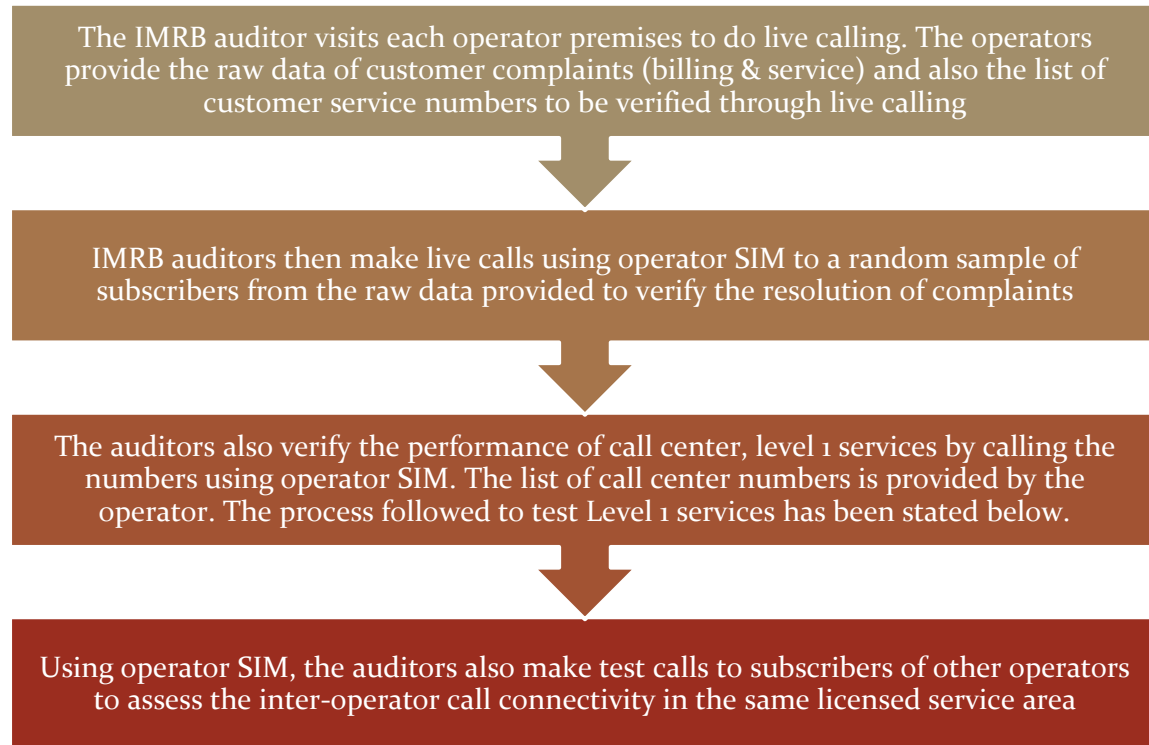 The IMRB auditor visits each operator premises to do live calling. The operators
provide the raw data of customer complaints (billing & service) and also the list of
customer service numbers to be verified through live calling
IMRB auditors then make live calls using operator SIM to a random sample of
subscribers from the raw data provided to verify the resolution of complaints
The auditors also verify the performance of call center, level 1 services by calling the
numbers using operator SIM. The list of call center numbers is provided by the
operator. The process followed to test Level 1 services has been stated below.
Using operator SIM, the auditors also make test calls to subscribers of other operators
to assess the inter-operator call connectivity in the same licensed service area